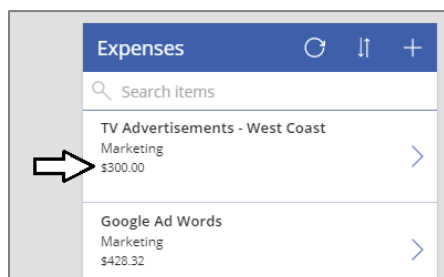 Expenses
Search items
TV Advertisements - West Coast
Marketing
$300.00
Google Ad Words
Marketing
$428.32